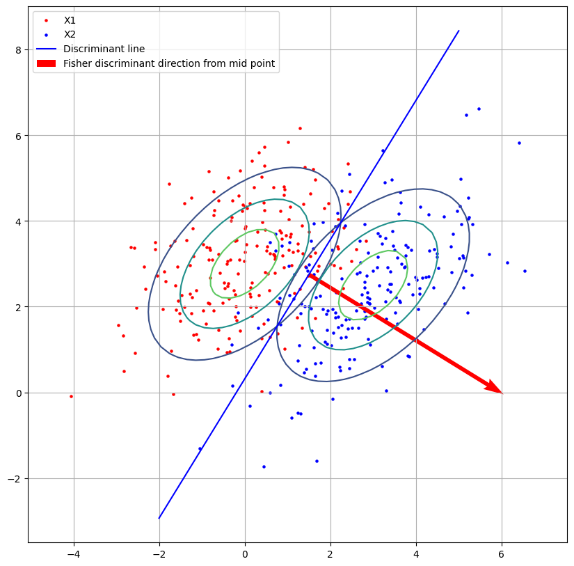 X1
X2
Discriminant line
Fisher discriminant direction from mid point
8
6
4
2
0
−2
−4 −2 0 2 4 6